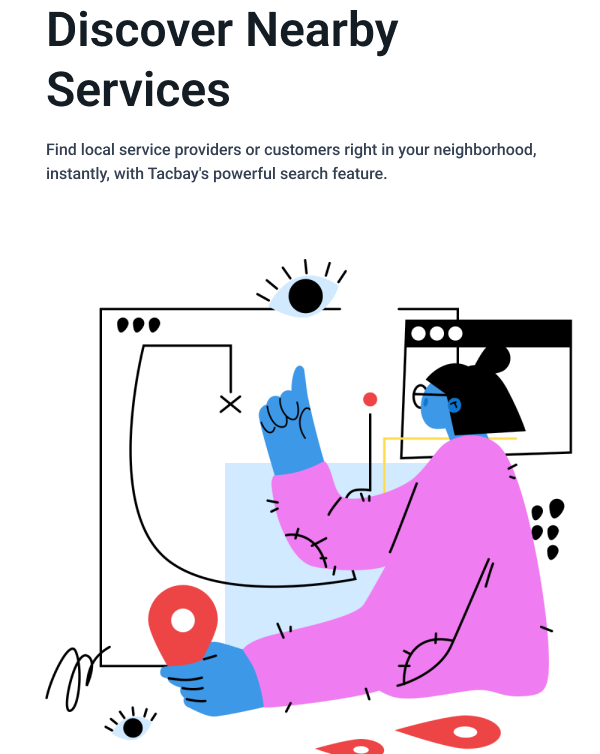 Discover Nearby
Services
Find local service providers or customers right in your neighborhood,
instantly, with Tacbay's powerful search feature.